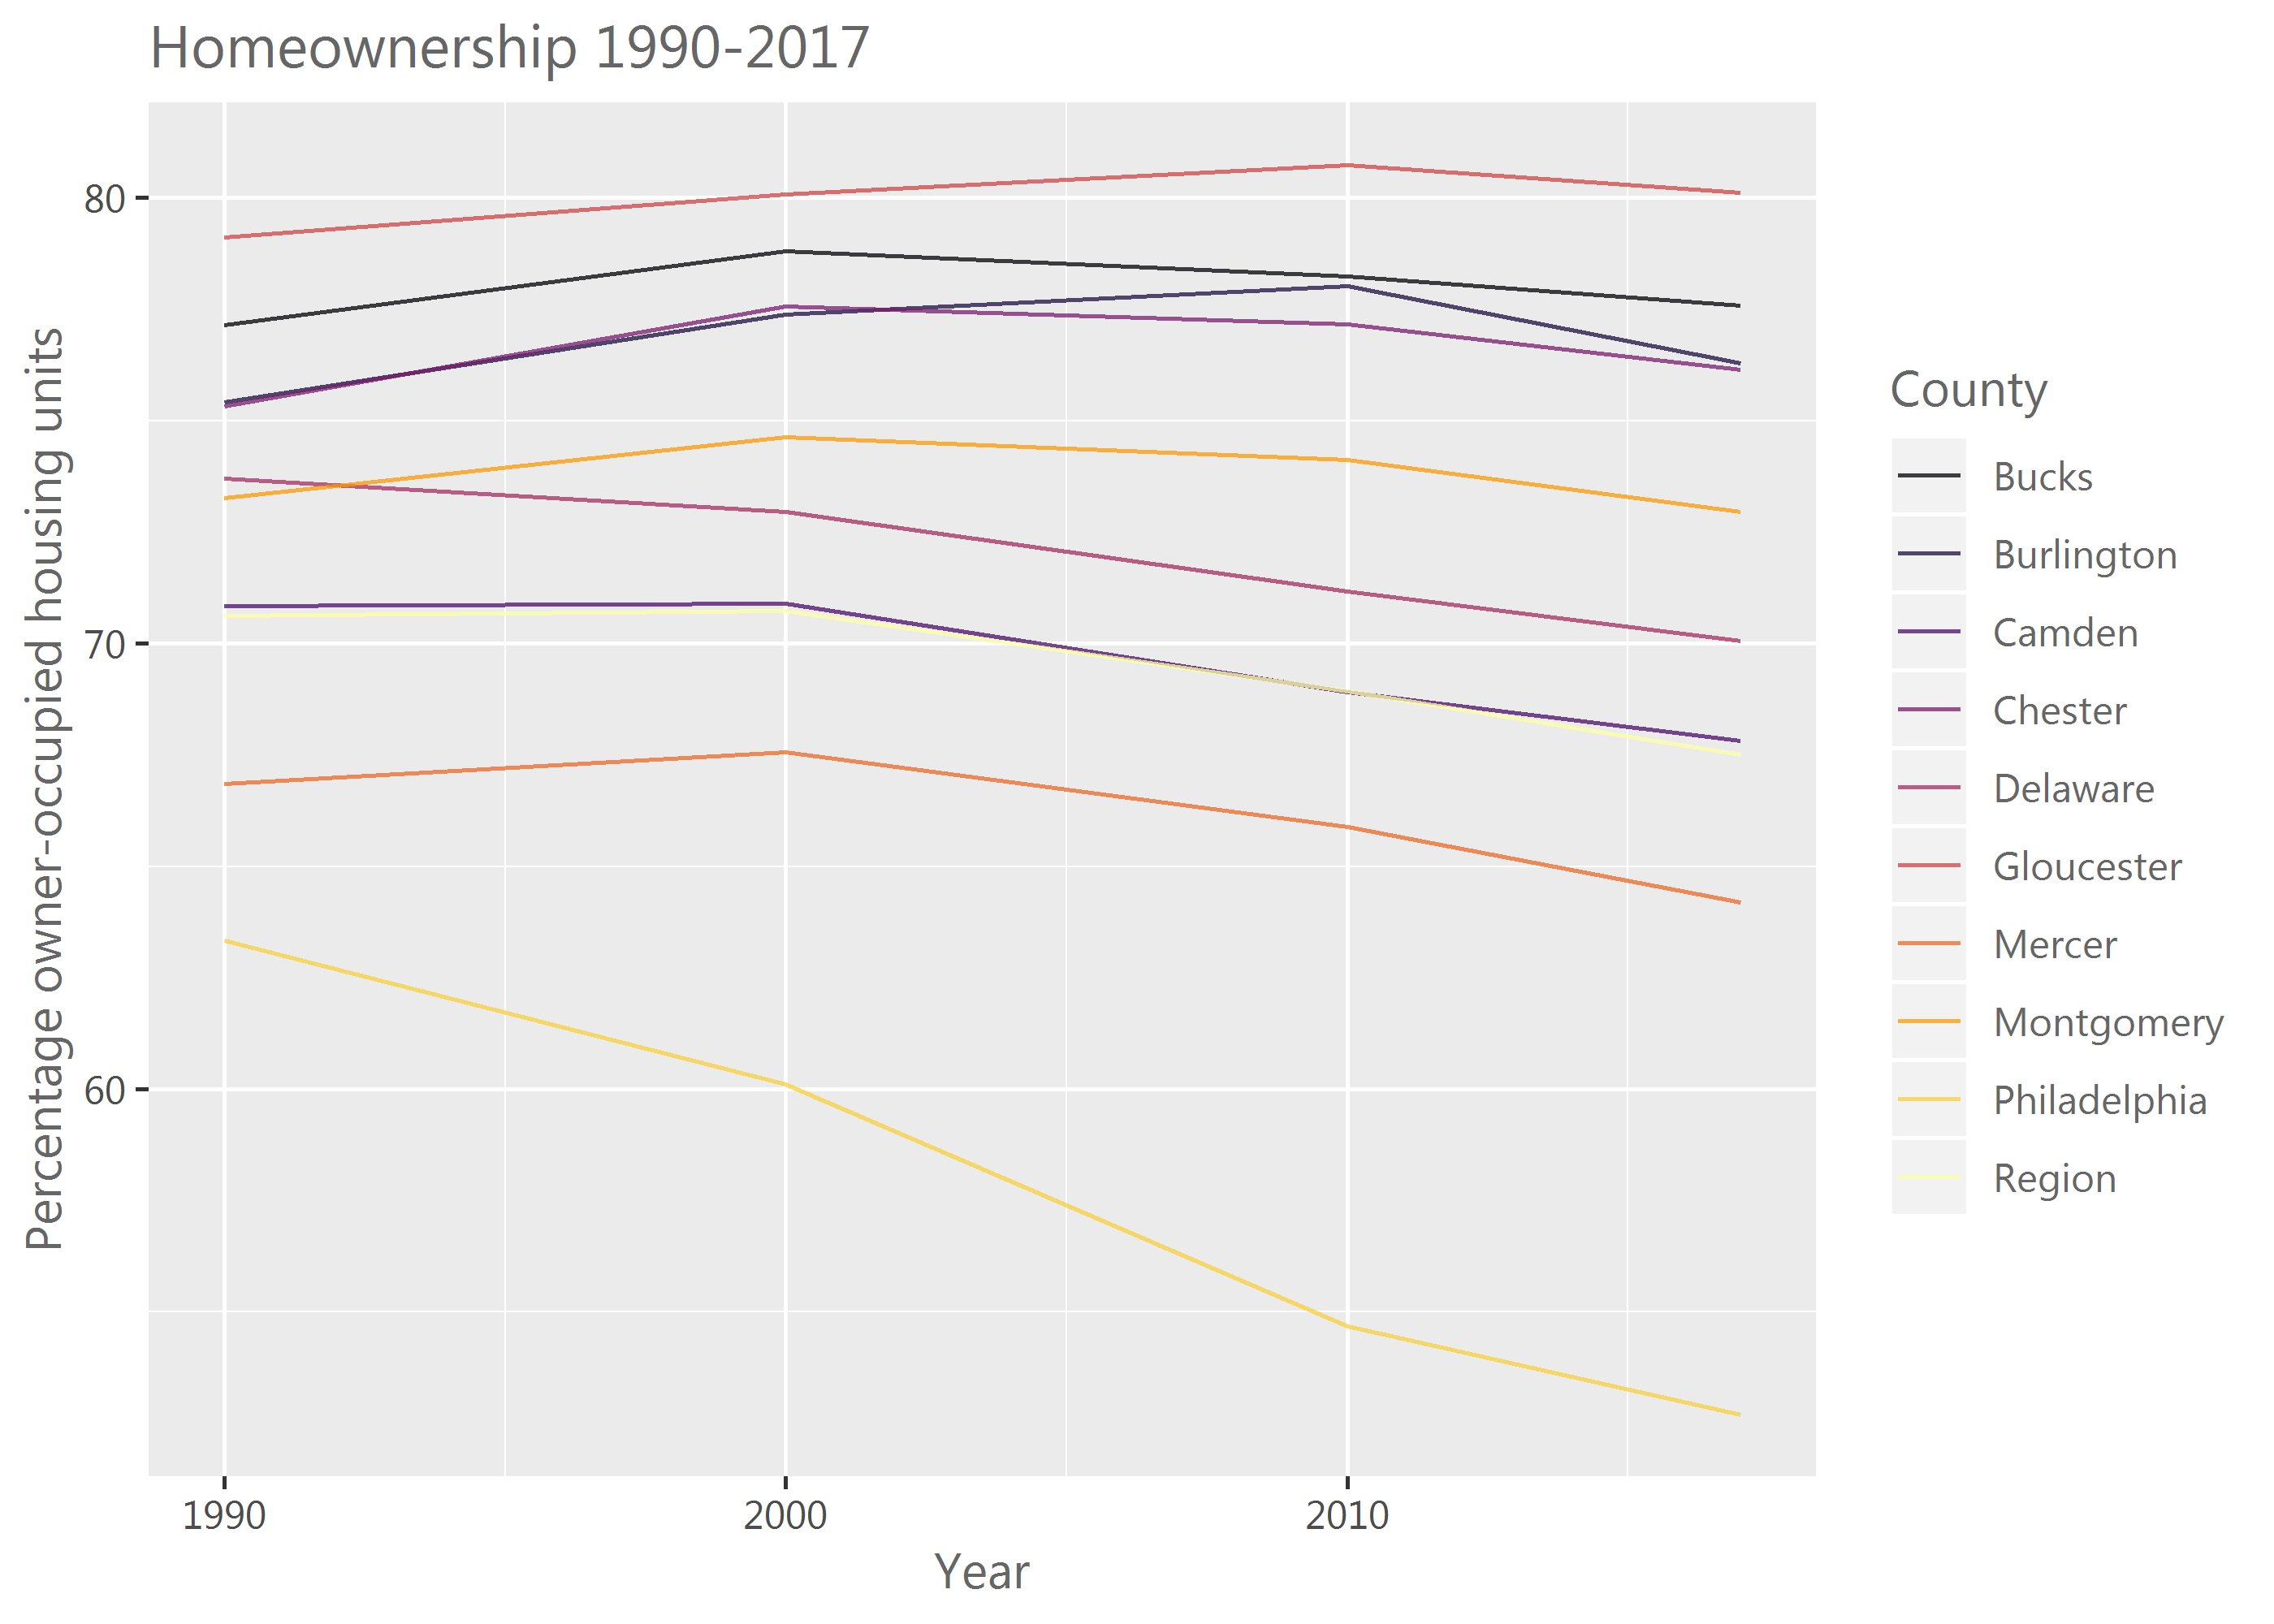 Homeownership 1990-2017
Percentage owner-occupied housing units
80
70
60
1990
2000
2010
Year
County
Bucks
Burlington
Camden
Chester
Delaware
Gloucester
Mercer
Montgomery
Philadelphia
Region